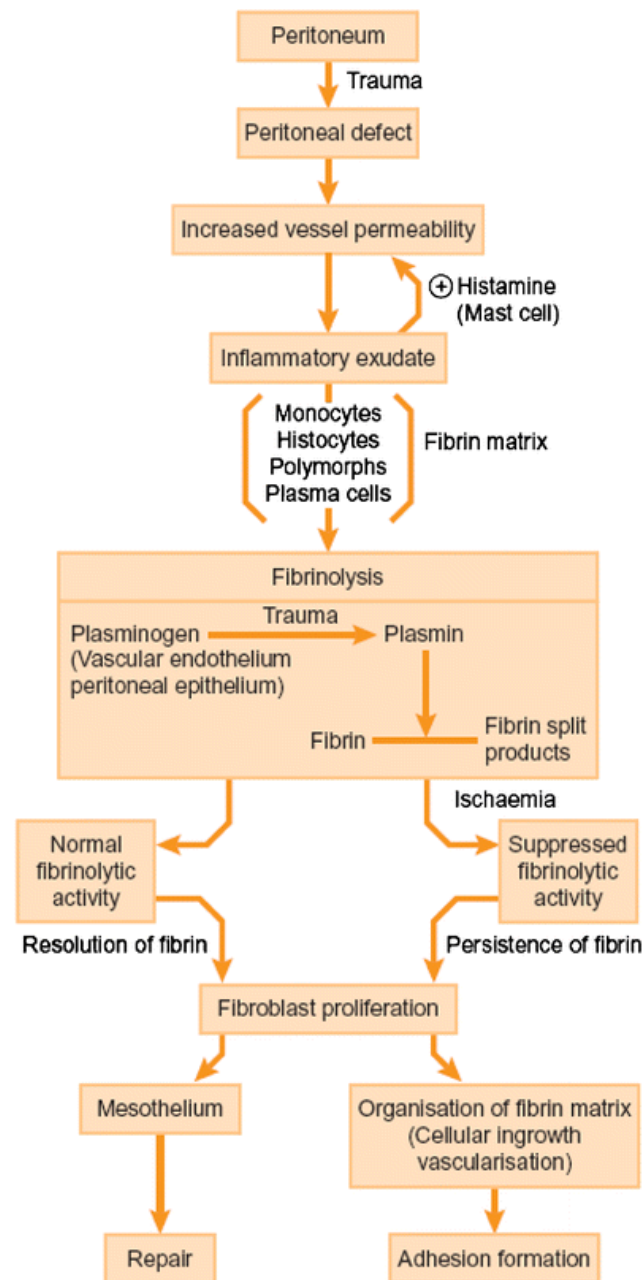 Peritoneum
Trauma
Peritoneal defect
Increased vessel permeability
+ Histamine
(Mast cell)
Inflammatory exudate
Monocytes
Histocytes
Polymorphs
Plasma cells
Fibrin matrix
Fibrinolysis
Trauma
Plasminogen
(Vascular endothelium
peritoneal epithelium)
Plasmin
Fibrin
Fibrin split
products
Ischaemia
Normal
fibrinolytic
activity
Suppressed
fibrinolytic
activity
Resolution of fibrin
Persistence of fibrin
Fibroblast proliferation
Mesothelium
Organisation of fibrin matrix
(Cellular ingrowth
vascularisation)
Repair
Adhesion formation